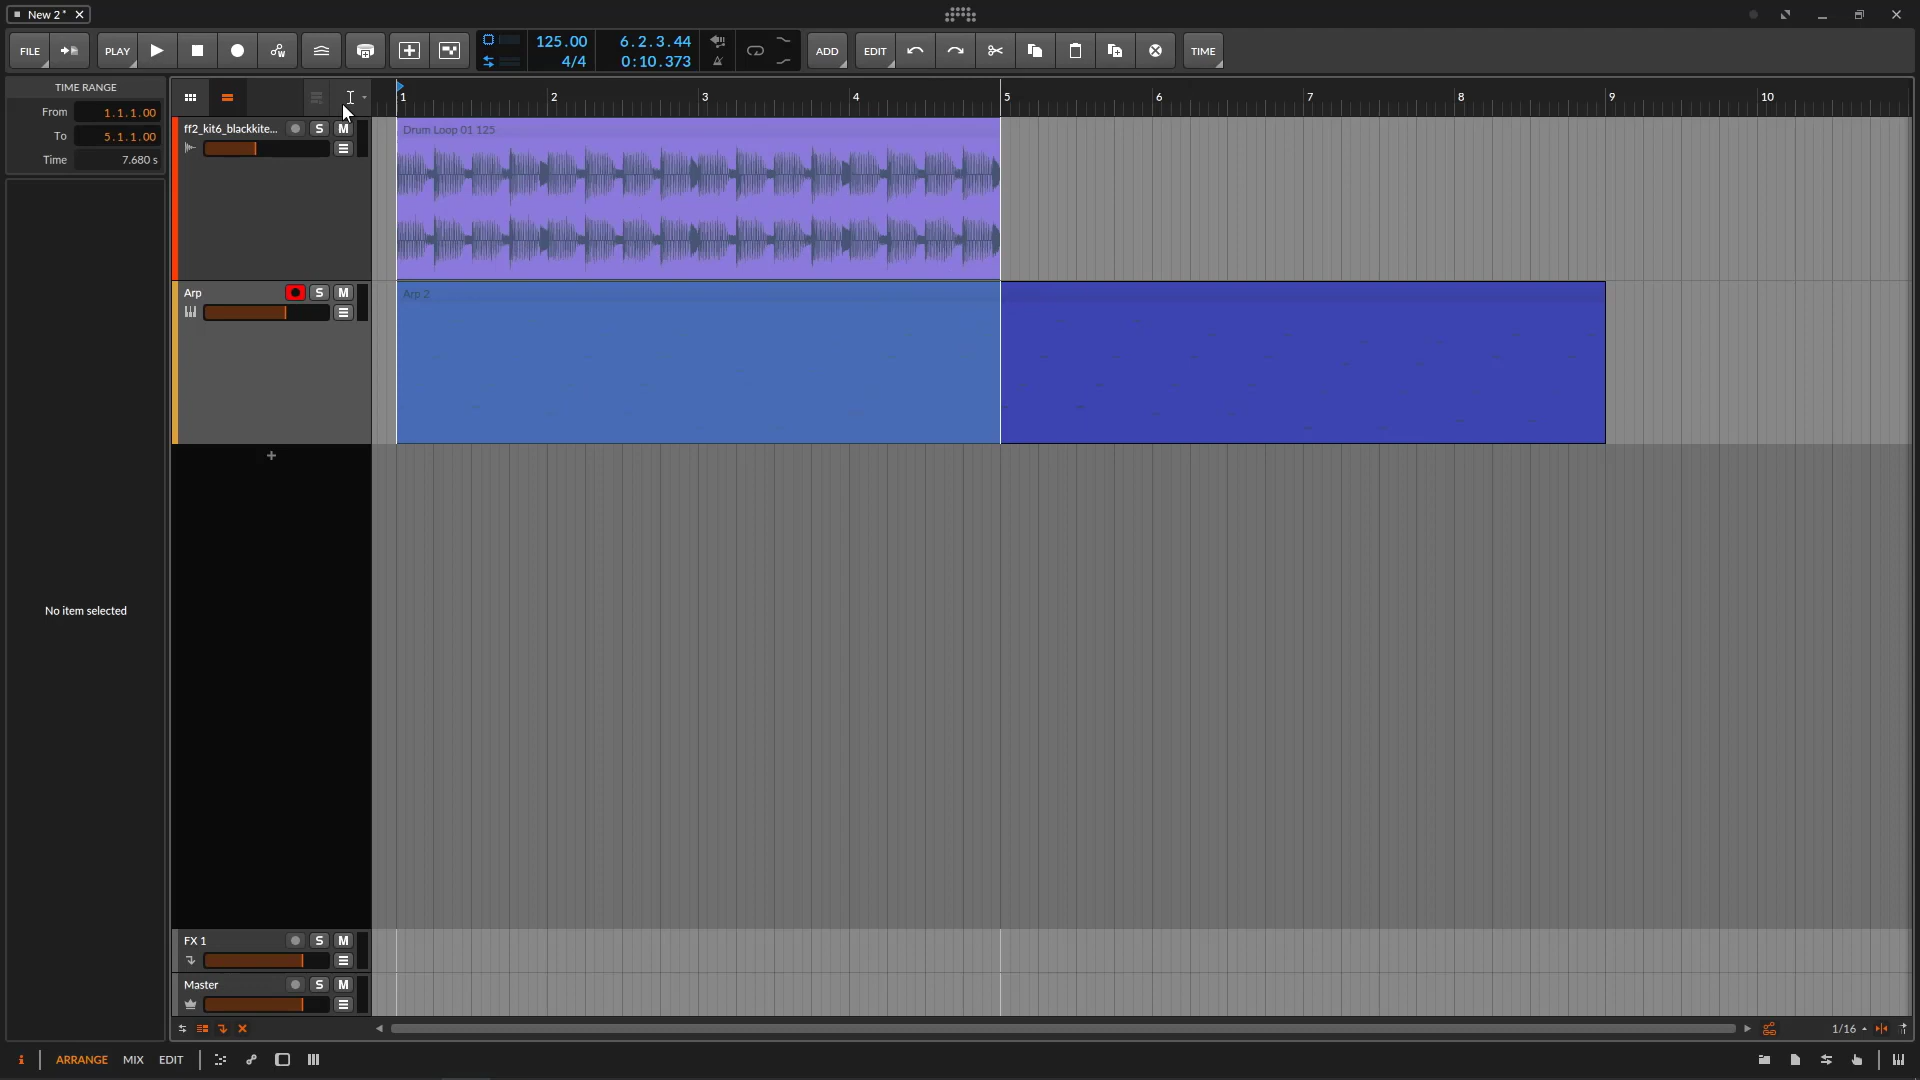 New 2*
FILE PLAY 125.00 4/4 6.2.3.44 0:10.373 ADD EDIT TIME
TIME RANGE
From 1.1.1.00
To 5.1.1.00
Time 7.680 s
No item selected
1 2 3 4 5 6 7 8 9 10
ff2_kit6_blackkite... S M
Drum Loop 01 125
Arp S M
Arp 2
+
FX 1 S M
Master S M
1/16
i ARRANGE MIX EDIT